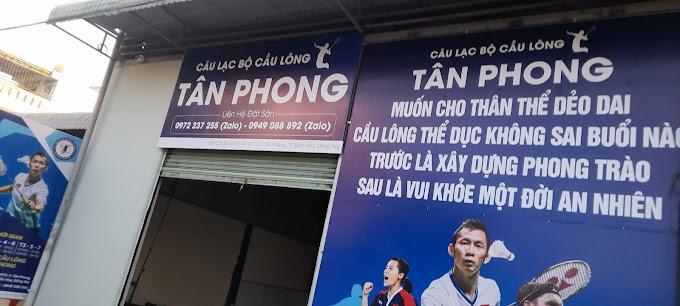 CÂU LẠC BỘ CẦU LÔNG
TÂN PHONG
Liên Hệ Đặt Sân
0972 237 255 (Zalo) - 0949 088 892 (Zalo)
CÂU LẠC BỘ CẦU LÔNG
TÂN PHONG
MUỐN CHO THÂN THỂ DẺO DAI
CẦU LÔNG THỂ DỤC KHÔNG SAI BUỔI NÀO
TRƯỚC LÀ XÂY DỰNG PHONG TRÀO
SAU LÀ VUI KHỎE MỘT ĐỜI AN NHIÊN